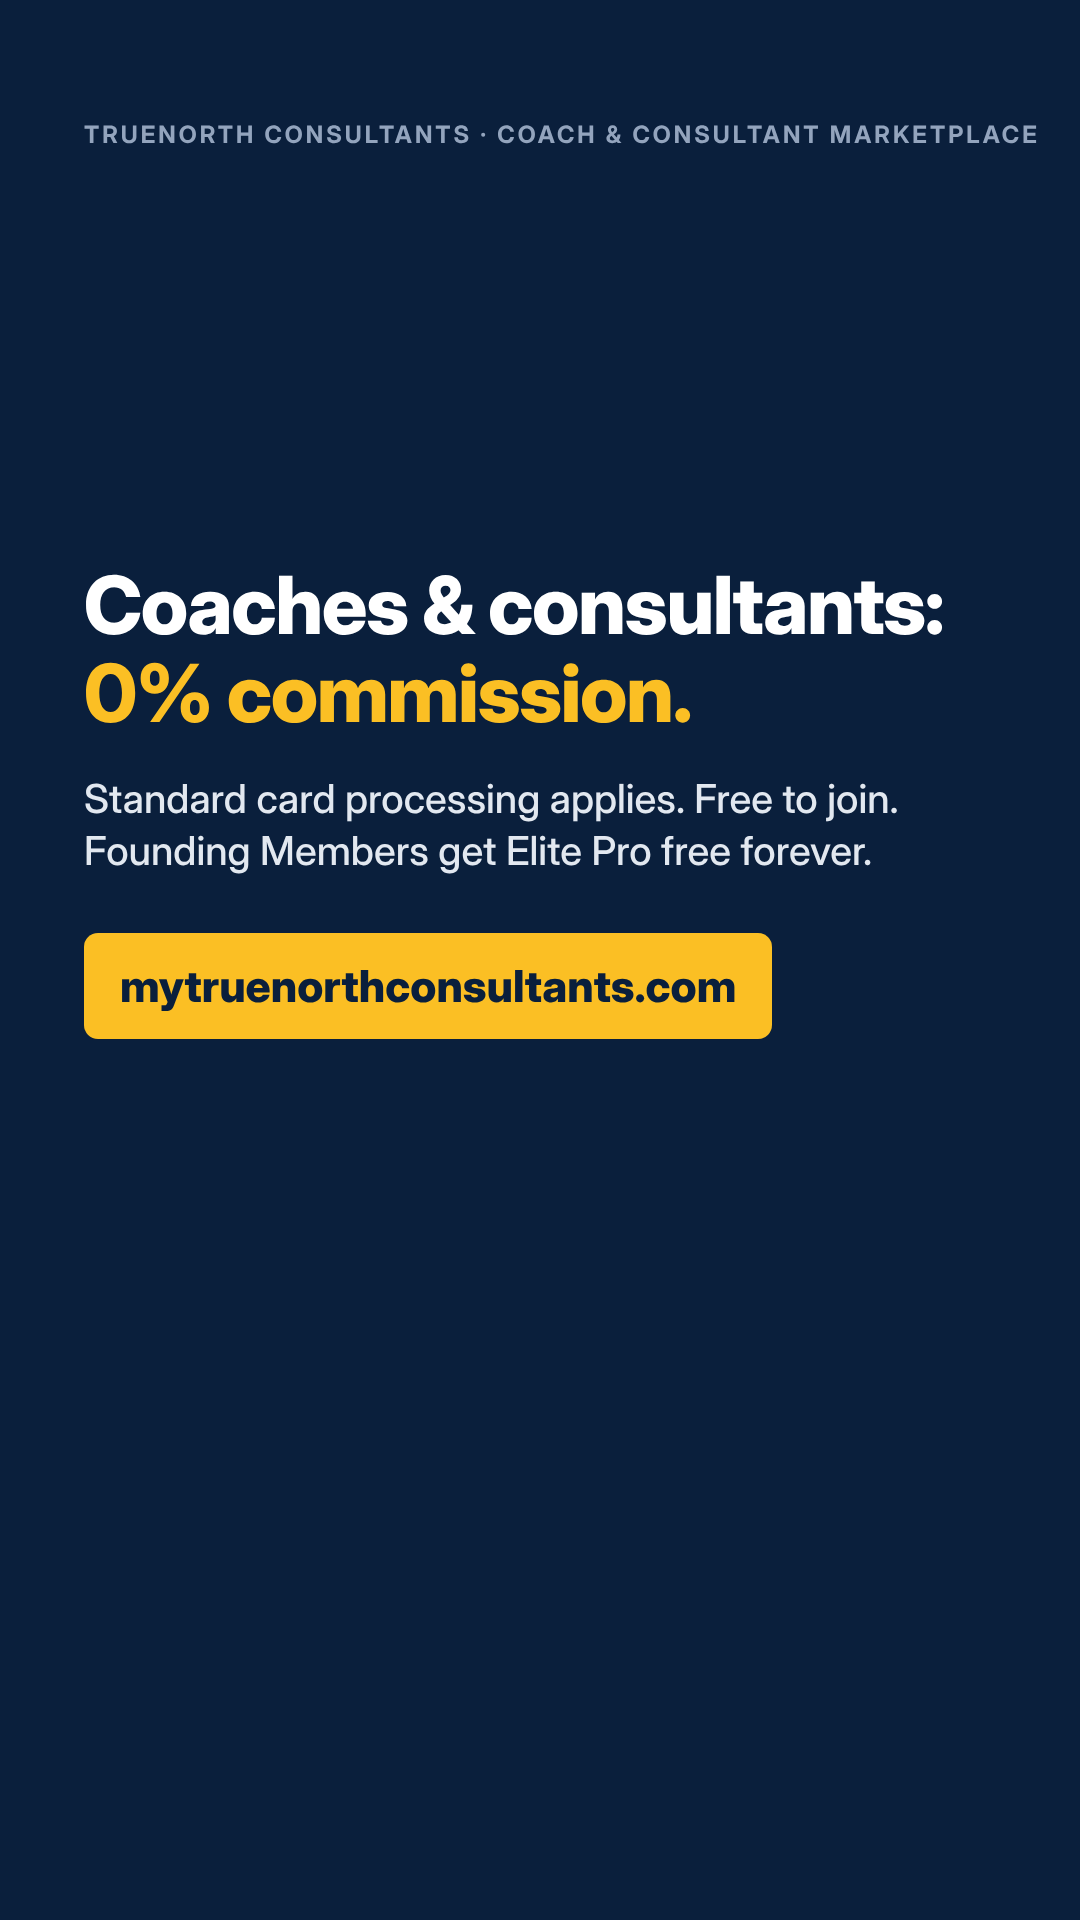 TRUENORTH CONSULTANTS · COACH & CONSULTANT MARKETPLACE
Coaches & consultants:
0% commission.
Standard card processing applies. Free to join.
Founding Members get Elite Pro free forever.
mytruenorthconsultants.com